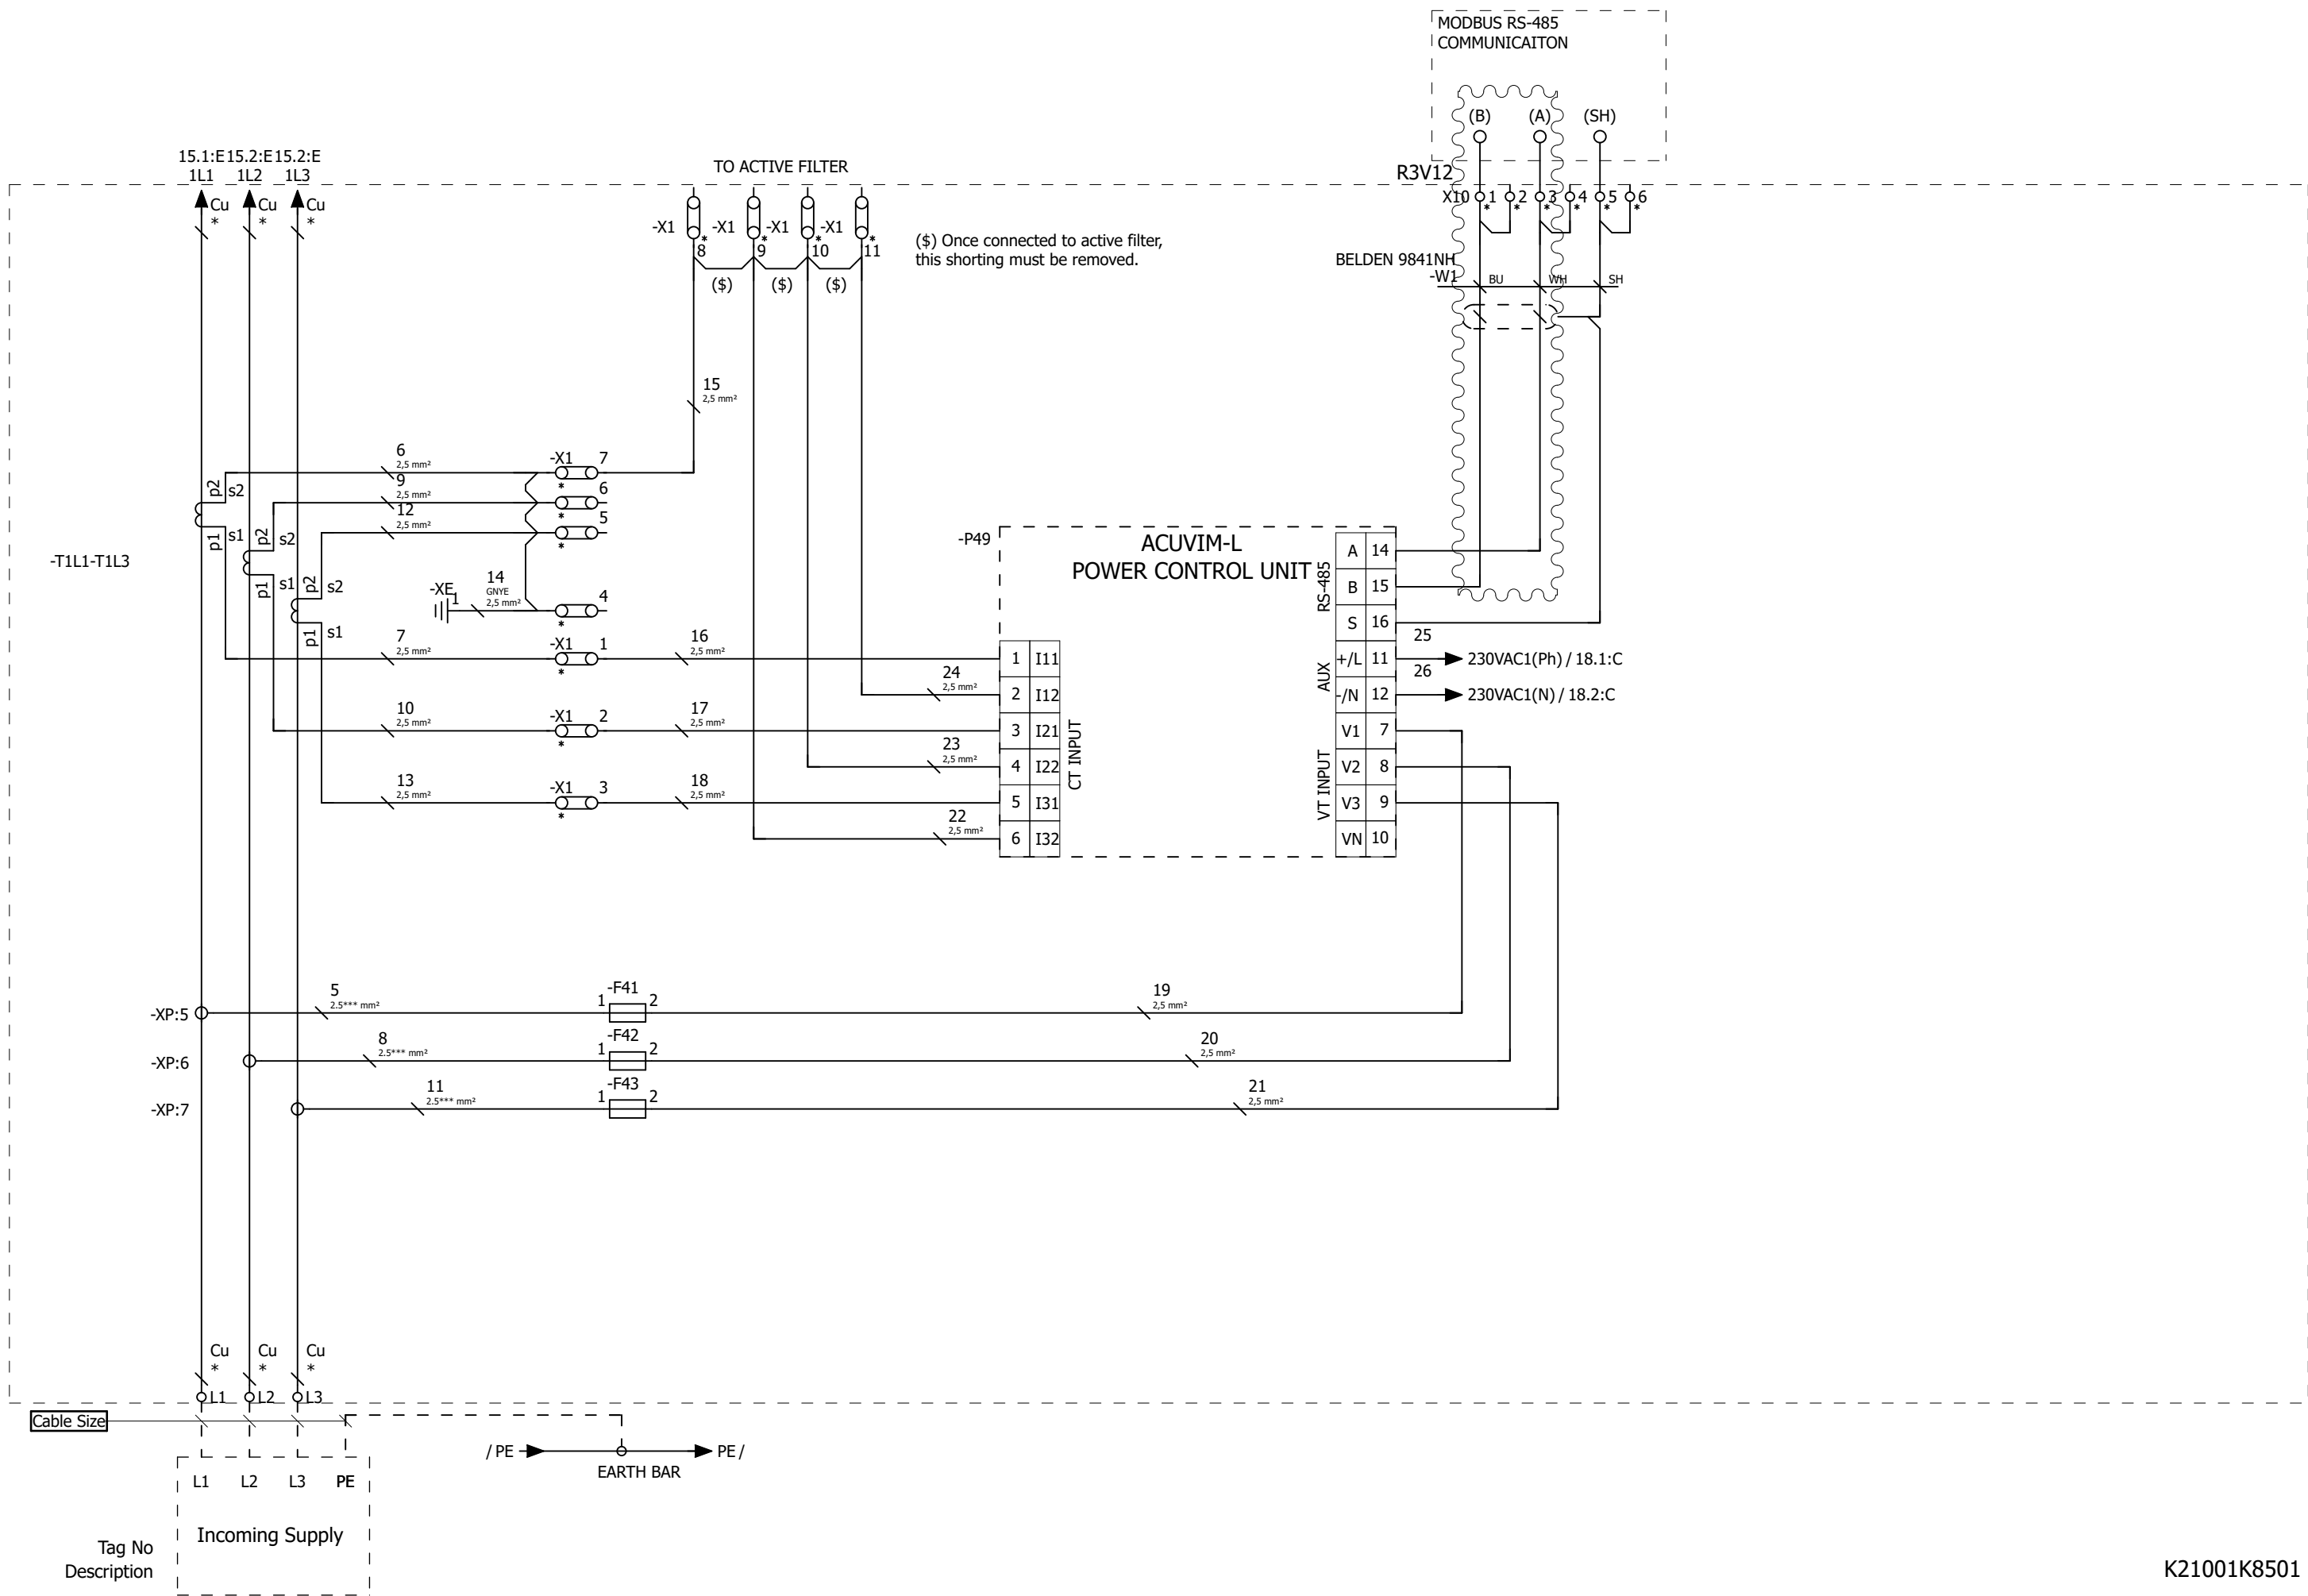 MODBUS RS-485
COMMUNICAITON
(B) (A) (SH)
15.1:E 15.2:E 15.2:E
1L1 1L2 1L3
TO ACTIVE FILTER
R3V12
Cu Cu Cu
* * *
-X1 -X1 -X1 -X1
* * * *
8 9 10 11
($) ($) ($)
($) Once connected to active filter,
this shorting must be removed.
X10 1 2 3 4 5 6
* * * * * *
BELDEN 9841NH
-W1 BU WH SH
15
2,5 mm²
6
2,5 mm²
-X1 7
*
9
2,5 mm²
6
*
12
2,5 mm²
5
*
p2 s2
p1 s1
p2 s2
p1 s1
p2 s2
p1 s1
-T1L1-T1L3
-XE 1
14
GNYE
2,5 mm²
4
*
7
2,5 mm²
-X1 1
*
16
2,5 mm²
24
2,5 mm²
10
2,5 mm²
-X1 2
*
17
2,5 mm²
23
2,5 mm²
13
2,5 mm²
-X1 3
*
18
2,5 mm²
22
2,5 mm²
-P49
ACUVIM-L
POWER CONTROL UNIT
CT INPUT
1 I11
2 I12
3 I21
4 I22
5 I31
6 I32
RS-485
A 14
B 15
S 16
AUX
+/L 11
-/N 12
VT INPUT
V1 7
V2 8
V3 9
VN 10
25
230VAC1(Ph) / 18.1:C
26
230VAC1(N) / 18.2:C
-XP:5
5
2.5*** mm²
-F41
1 2
19
2,5 mm²
-XP:6
8
2.5*** mm²
-F42
1 2
20
2,5 mm²
-XP:7
11
2.5*** mm²
-F43
1 2
21
2,5 mm²
Cu Cu Cu
* * *
L1 L2 L3
Cable Size
/ PE PE /
EARTH BAR
L1 L2 L3 PE
Incoming Supply
Tag No
Description
K21001K8501